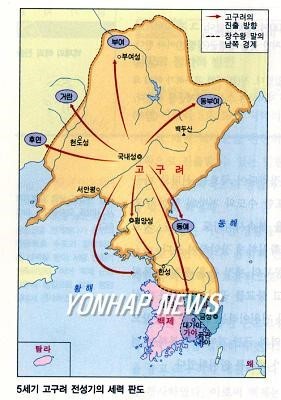 고구려의
진출 방향
장수왕 말의
남쪽 경계
부여
부여성
거란
동부여
백두산
후연
현도성
국내성
고구려
서안평
평양성
동예
동해
한성
황해
YONHAP NEWS
백제
대가야
가야
금성
탐라
왜
5세기 고구려 전성기의 세력 판도